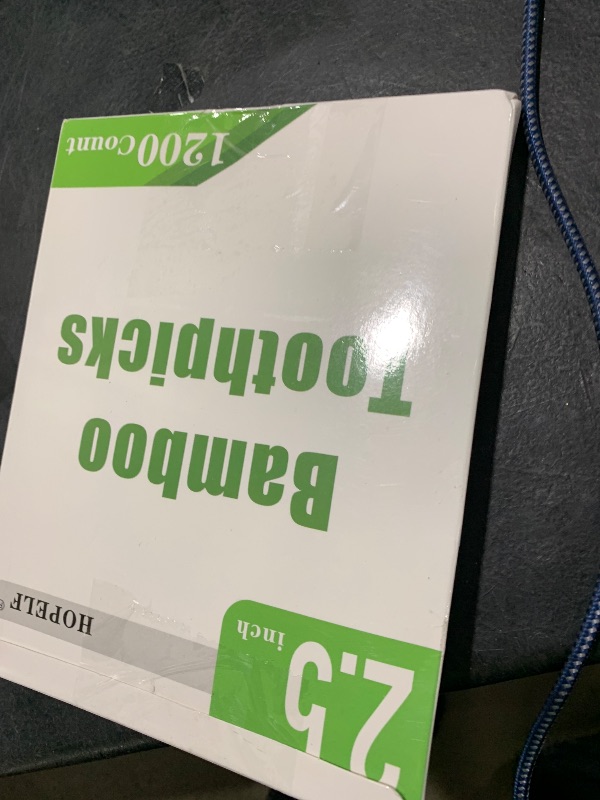 HOPELF®
2.5 inch
Bamboo
Toothpicks
1200 Count